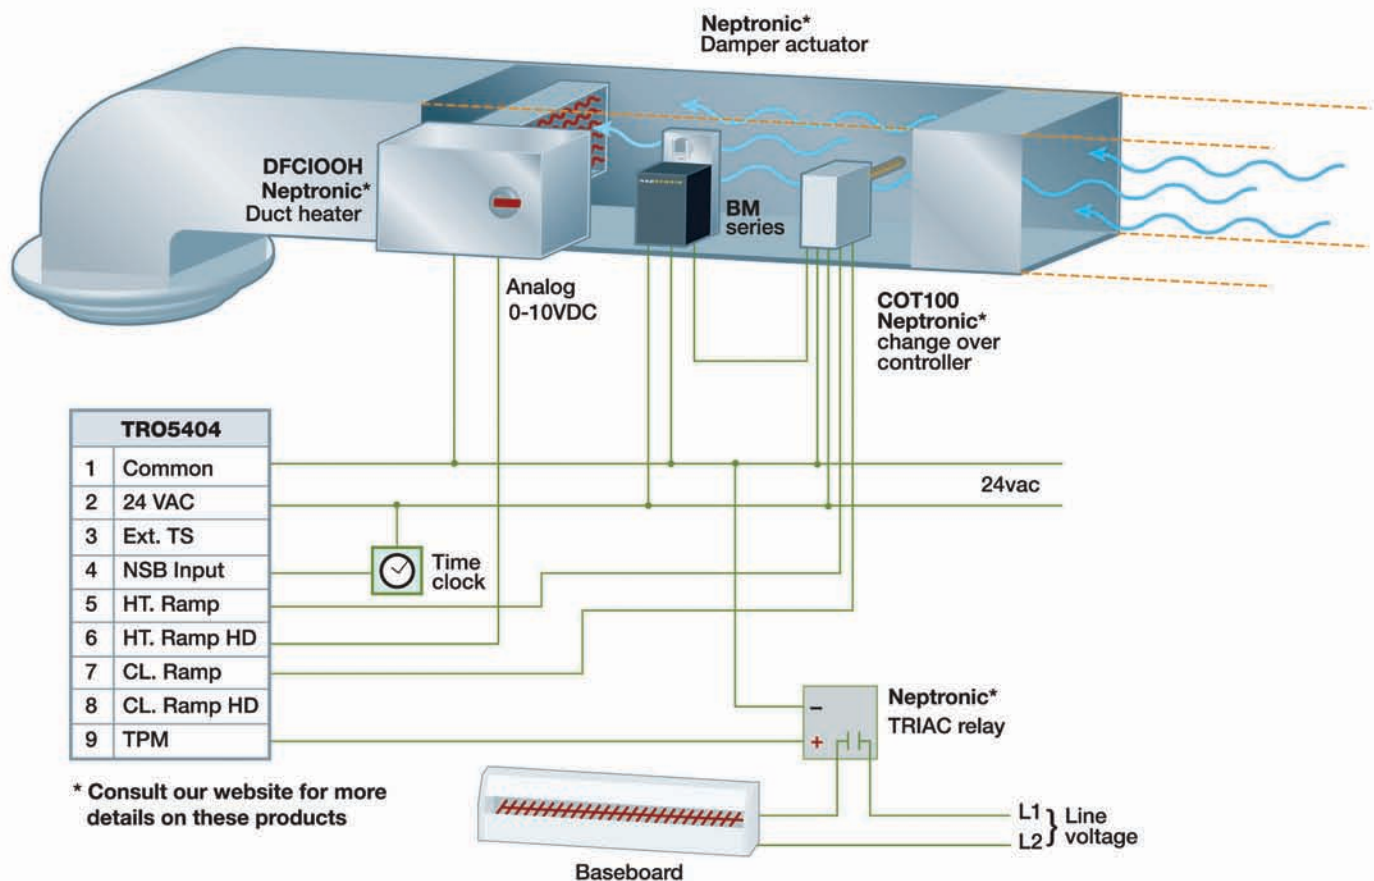 Neptronic*
Damper actuator
DFCIOOH
Neptronic*
Duct heater
BM
series
Analog
0-10VDC
COT100
Neptronic*
change over
controller
TRO5404
1 Common
2 24 VAC
3 Ext. TS
4 NSB Input
5 HT. Ramp
6 HT. Ramp HD
7 CL. Ramp
8 CL. Ramp HD
9 TPM
24vac
Time
clock
Neptronic*
TRIAC relay
−
+
* Consult our website for more
details on these products
L1
L2
Line
voltage
Baseboard